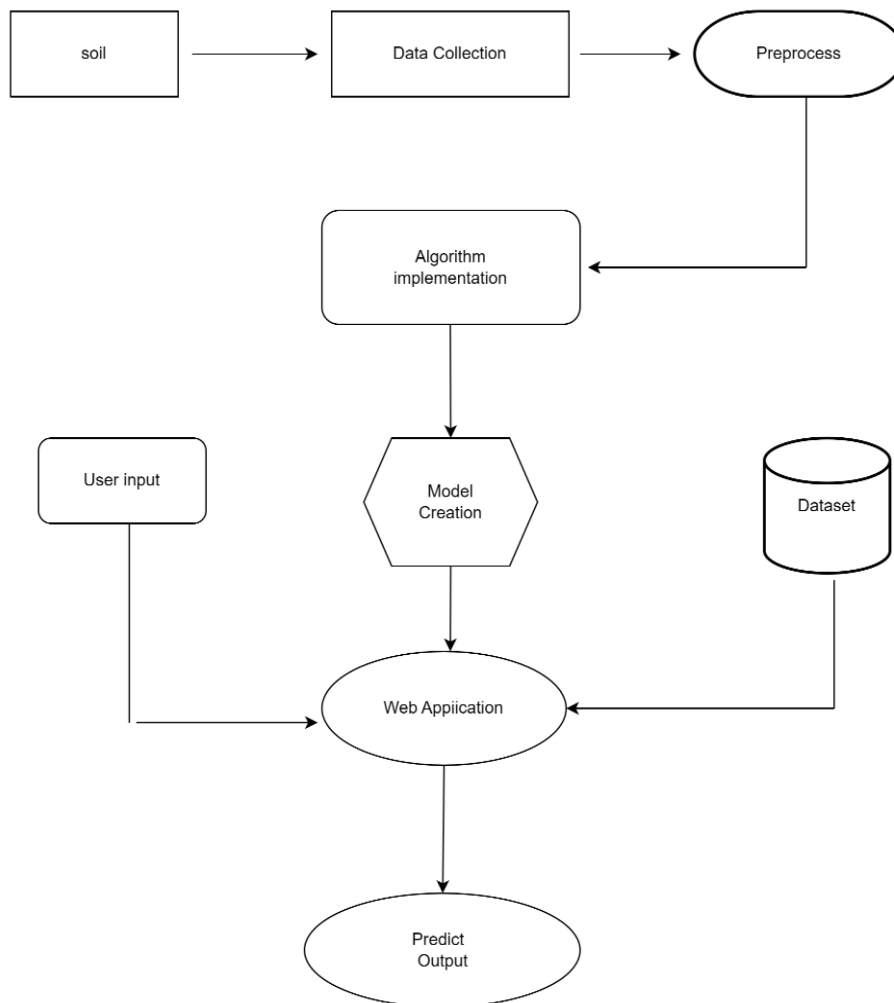 soil
Data Collection
Preprocess
Algorithm
implementation
User input
Model
Creation
Dataset
Web Appiication
Predict
Output